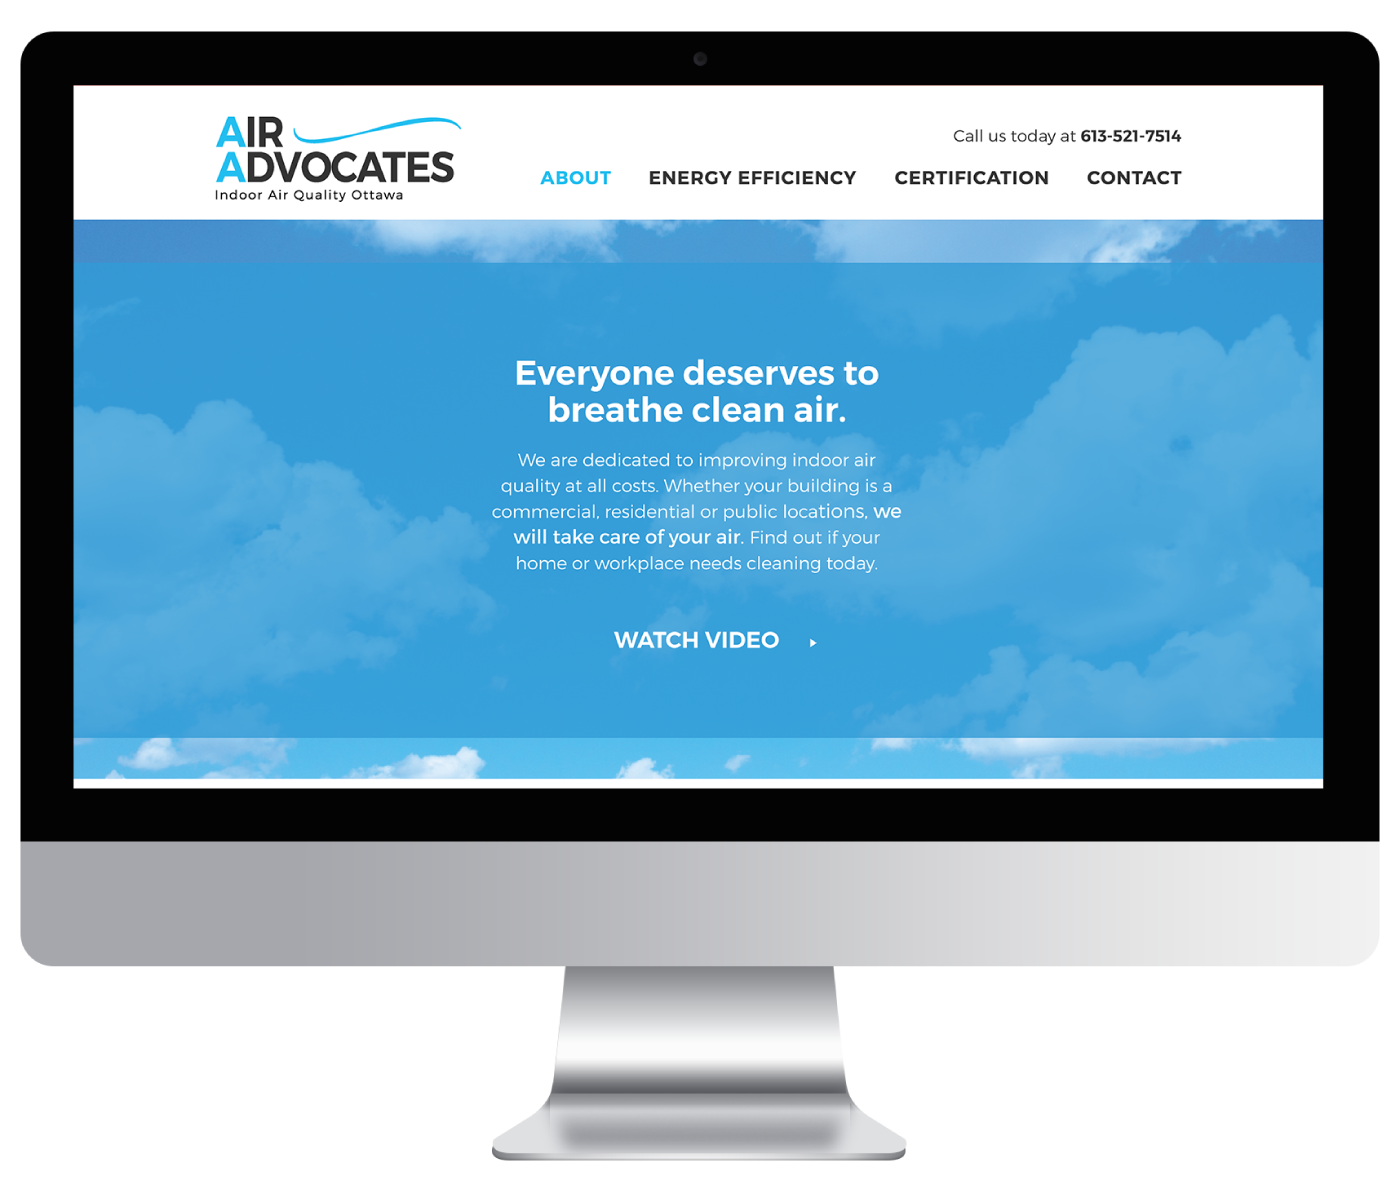 AIR
ADVOCATES
Indoor Air Quality Ottawa
Call us today at 613-521-7514
ABOUT ENERGY EFFICIENCY CERTIFICATION CONTACT
Everyone deserves to
breathe clean air.
We are dedicated to improving indoor air
quality at all costs. Whether your building is a
commercial, residential or public locations, we
will take care of your air. Find out if your
home or workplace needs cleaning today.
WATCH VIDEO